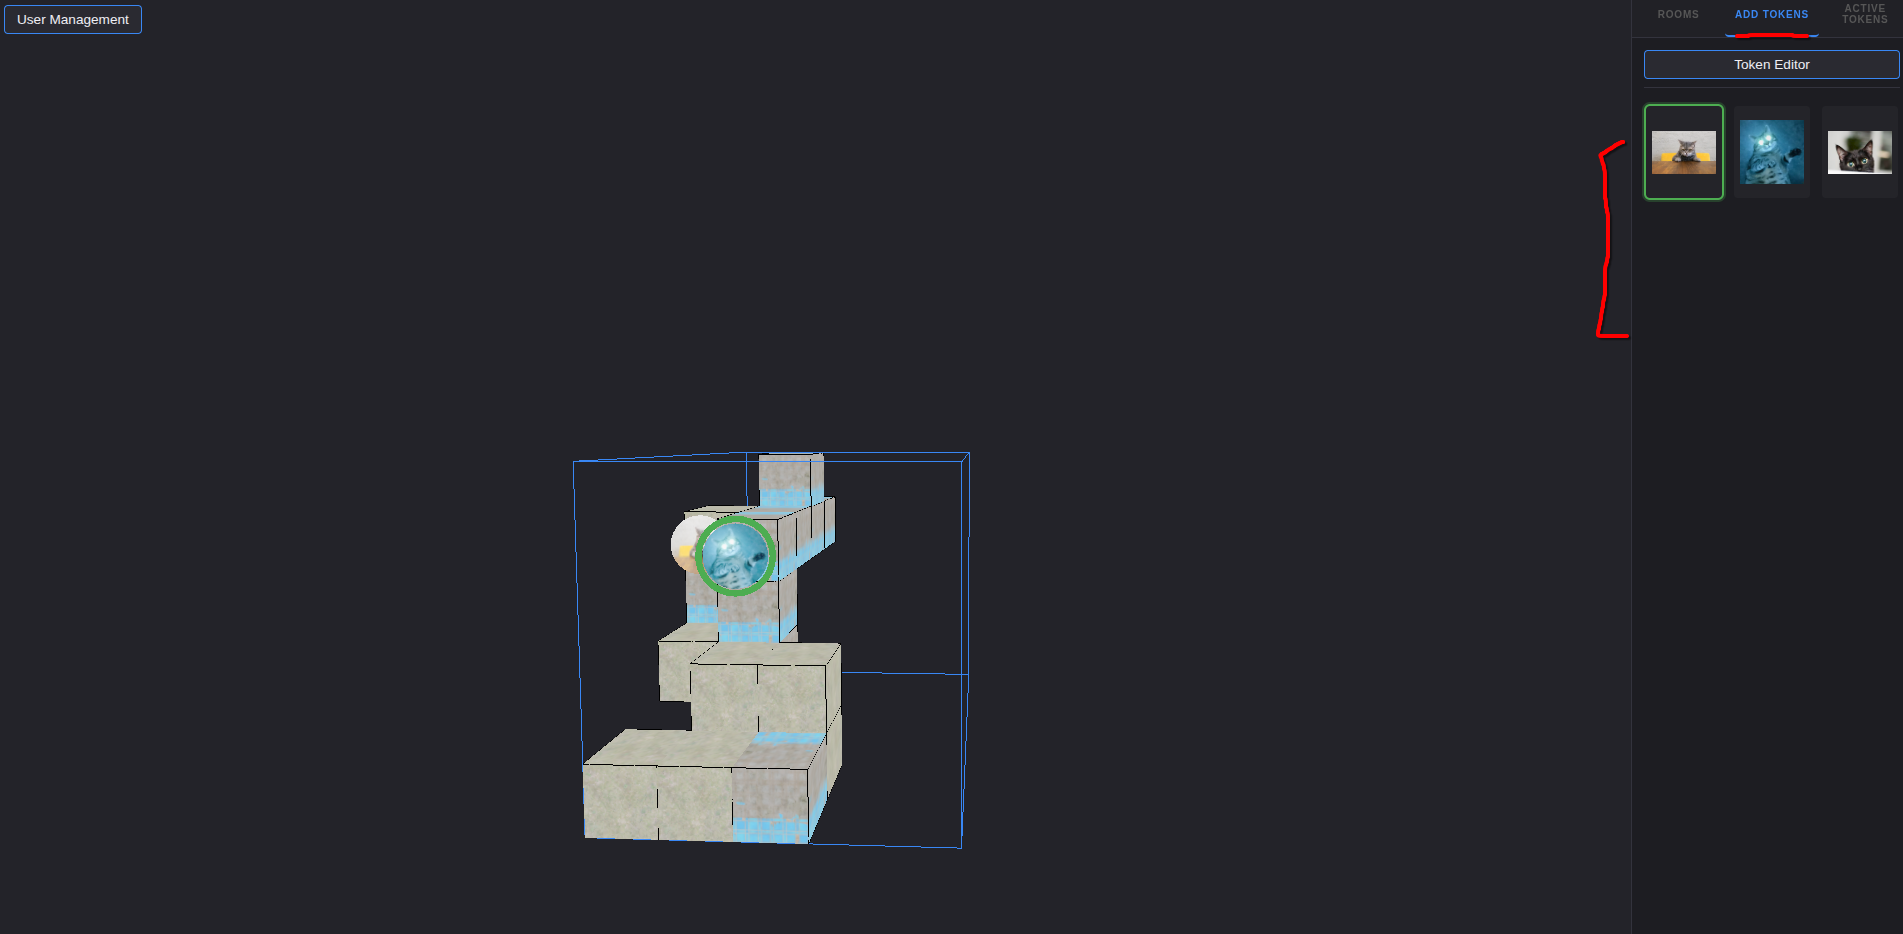 User Management
ROOMS
ADD TOKENS
ACTIVE
TOKENS
Token Editor